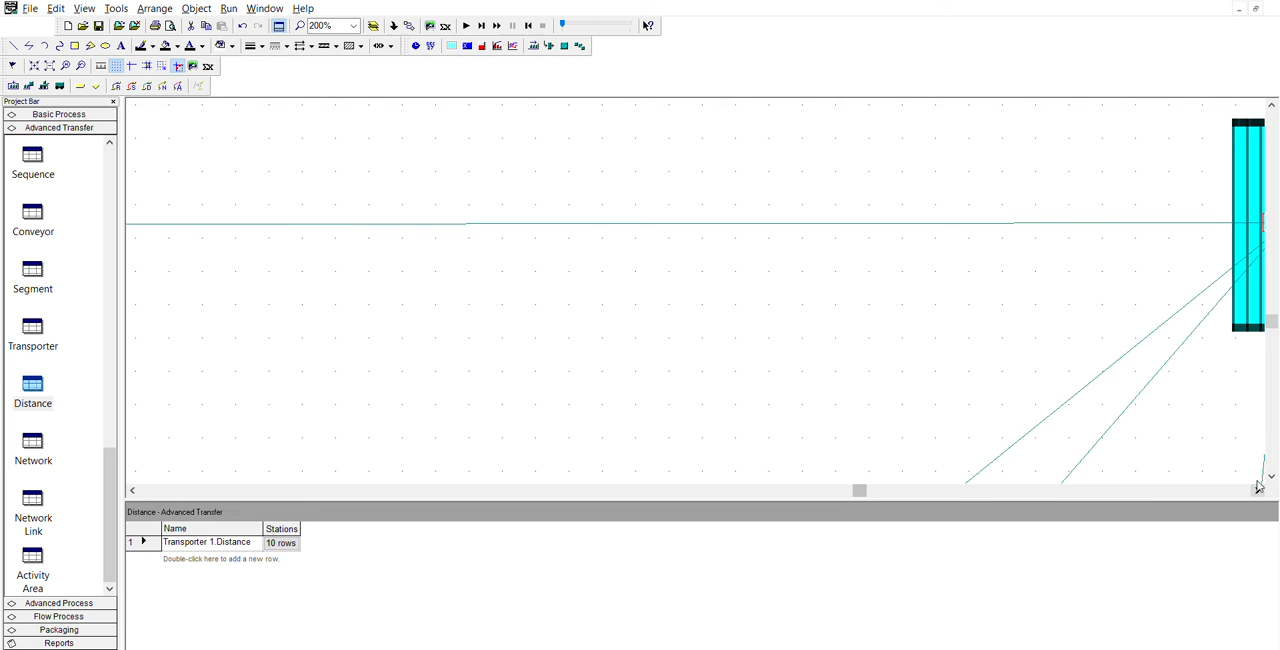 File Edit View Tools Arrange Object Run Window Help
200%
Project Bar
Basic Process
Advanced Transfer
Sequence
Conveyor
Segment
Transporter
Distance
Network
Network
Link
Activity
Area
Advanced Process
Flow Process
Packaging
Reports
Distance - Advanced Transfer
Name Stations
1 Transporter 1.Distance 10 rows
Double-click here to add a new row.